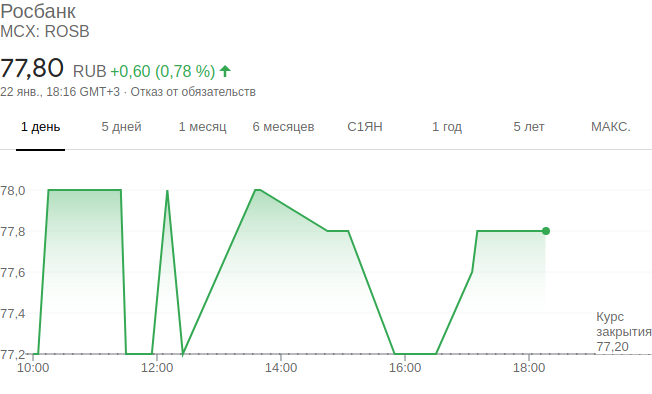 Росбанк
MCX: ROSB
77,80 RUB +0,60 (0,78 %)
22 янв., 18:16 GMT+3 · Отказ от обязательств
1 день 5 дней 1 месяц 6 месяцев С1ЯН 1 год 5 лет МАКС.
78,0
77,8
77,6
77,4
77,2
Курс
закрытия
77,20
10:00 12:00 14:00 16:00 18:00